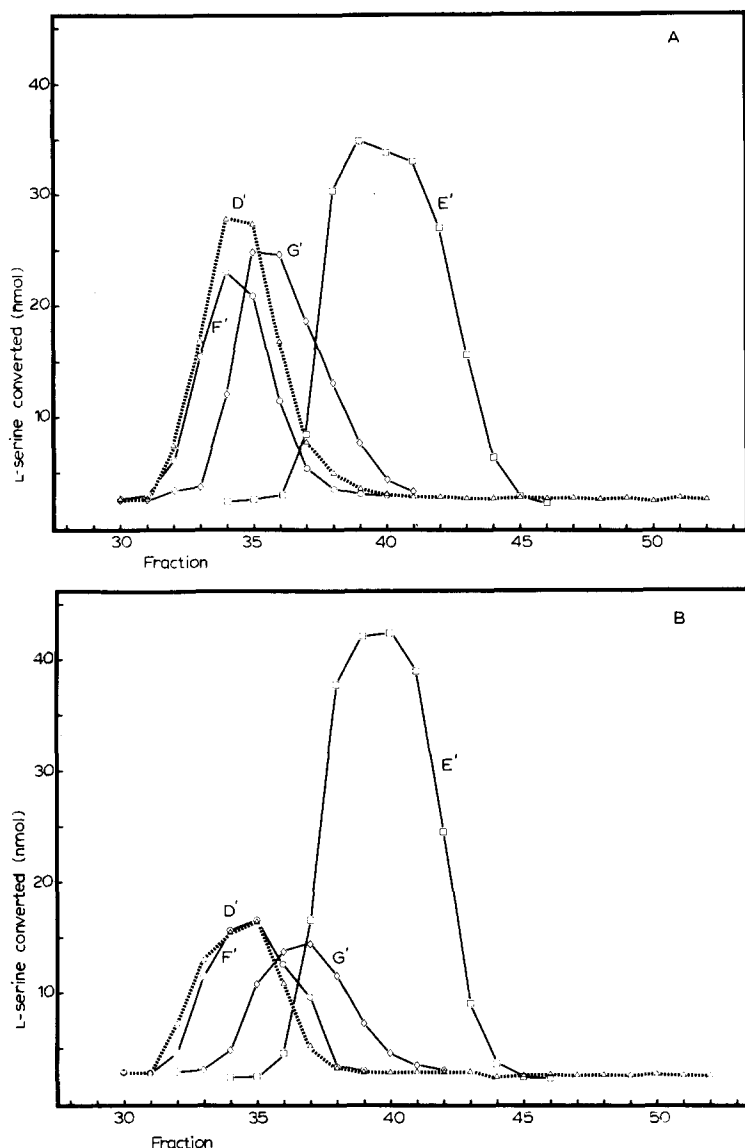 A
40
30
20
10
L-serine converted (nmol)
D'
G'
F'
E'
30 35 40 45 50
Fraction
B
40
30
20
10
L-serine converted (nmol)
E'
D'
F'
G'
30 35 40 45 50
Fraction